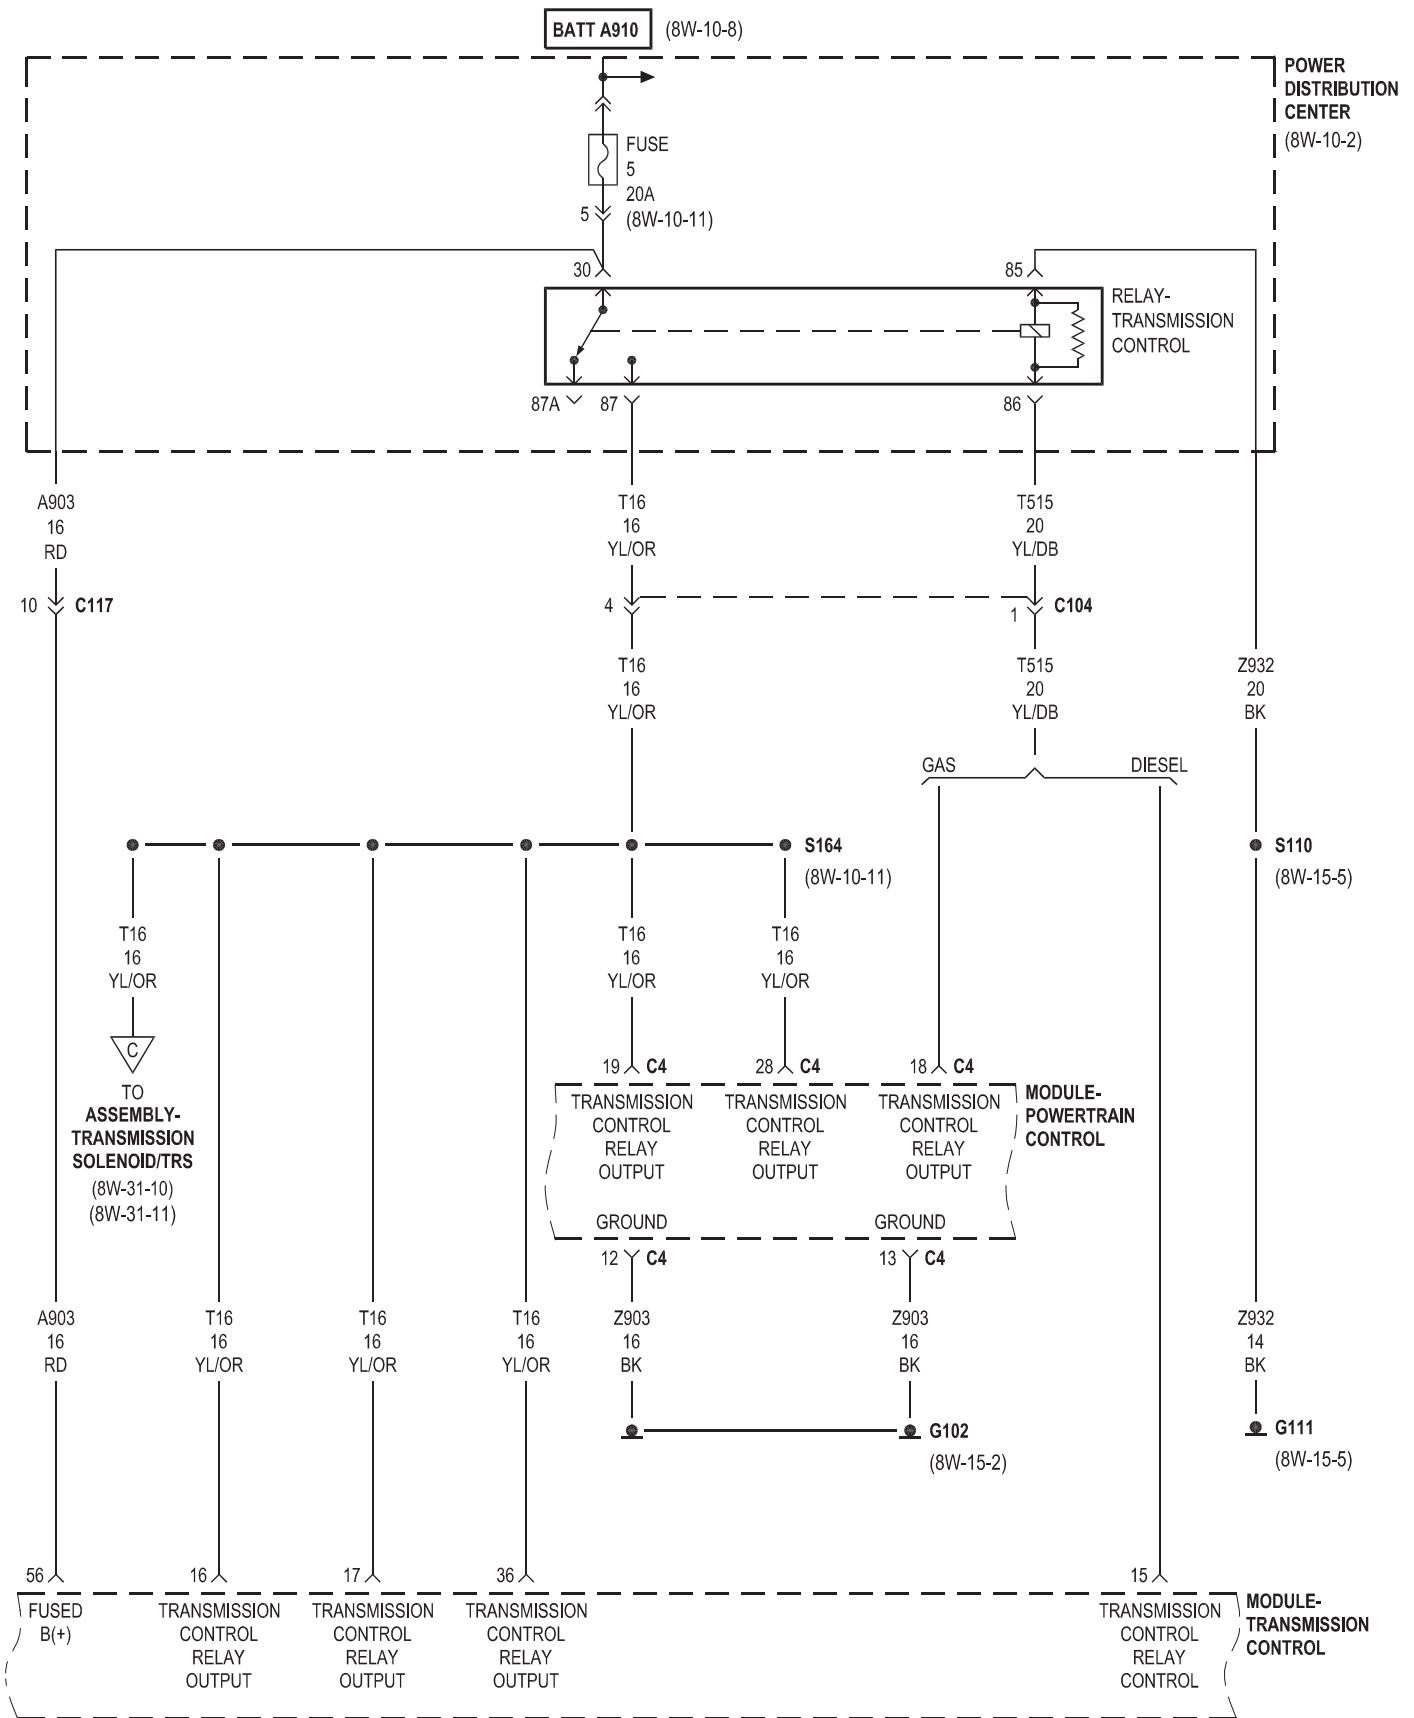 BATT A910 (8W-10-8)
POWER
DISTRIBUTION
CENTER
(8W-10-2)
FUSE
5
20A
5 (8W-10-11)
30 85
RELAY-
TRANSMISSION
CONTROL
87A 87 86
A903 T16 T515
16 16 20
RD YL/OR YL/DB
10 C117 4 1 C104
T16 T515 Z932
16 20 20
YL/OR YL/DB BK
GAS DIESEL
S164 S110
(8W-10-11) (8W-15-5)
T16 T16 T16
16 16 16
YL/OR YL/OR YL/OR
C
TO
ASSEMBLY-
TRANSMISSION
SOLENOID/TRS
(8W-31-10)
(8W-31-11)
19 C4 28 C4 18 C4
TRANSMISSION TRANSMISSION TRANSMISSION
CONTROL CONTROL CONTROL
RELAY RELAY RELAY
OUTPUT OUTPUT OUTPUT
MODULE-
POWERTRAIN
CONTROL
GROUND GROUND
12 C4 13 C4
A903 T16 T16 T16 Z903 Z903 Z932
16 16 16 16 16 16 14
RD YL/OR YL/OR YL/OR BK BK BK
G102 G111
(8W-15-2) (8W-15-5)
56 16 17 36 15
FUSED TRANSMISSION TRANSMISSION TRANSMISSION TRANSMISSION
B(+) CONTROL CONTROL CONTROL CONTROL
RELAY RELAY RELAY RELAY
OUTPUT OUTPUT OUTPUT CONTROL
MODULE-
TRANSMISSION
CONTROL